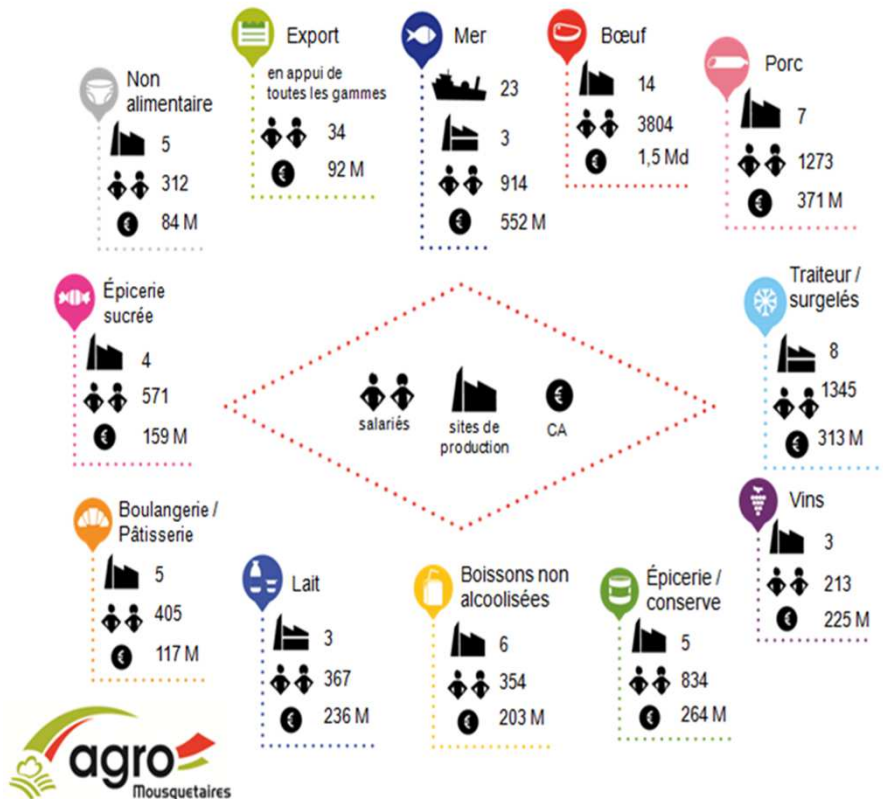 Export
en appui de
toutes les gammes
34
92 M
Mer
23
3
914
552 M
Bœuf
14
3804
1,5 Md
Porc
7
1273
371 M
Non
alimentaire
5
312
84 M
Épicerie
sucrée
4
571
159 M
salariés
sites de
production
CA
Traiteur /
surgelés
8
1345
313 M
Vins
3
213
225 M
Boulangerie /
Pâtisserie
5
405
117 M
Lait
3
367
236 M
Boissons non
alcoolisées
6
354
203 M
Épicerie /
conserve
5
834
264 M
agro
Mousquetaires